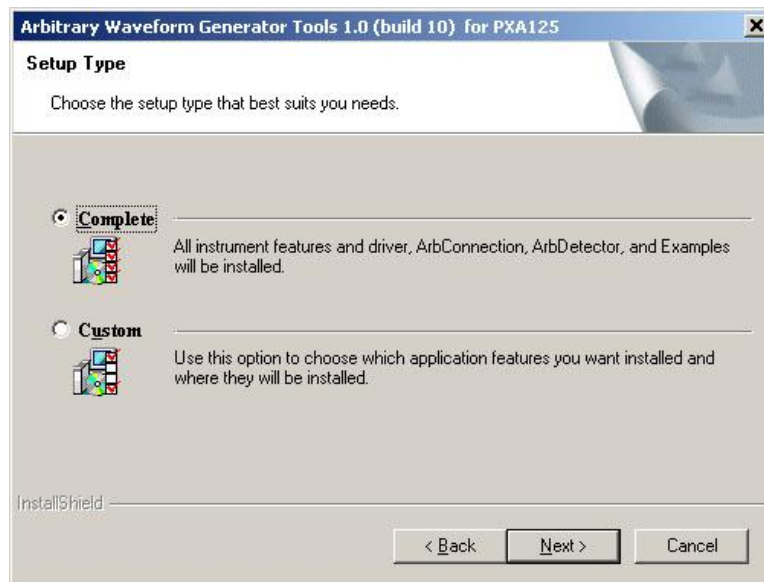 Arbitrary Waveform Generator Tools 1.0 (build 10) for PXA125
Setup Type
Choose the setup type that best suits you needs.
Complete
All instrument features and driver, ArbConnection, ArbDetector, and Examples
will be installed.
Custom
Use this option to choose which application features you want installed and
where they will be installed.
InstallShield
< Back
Next >
Cancel